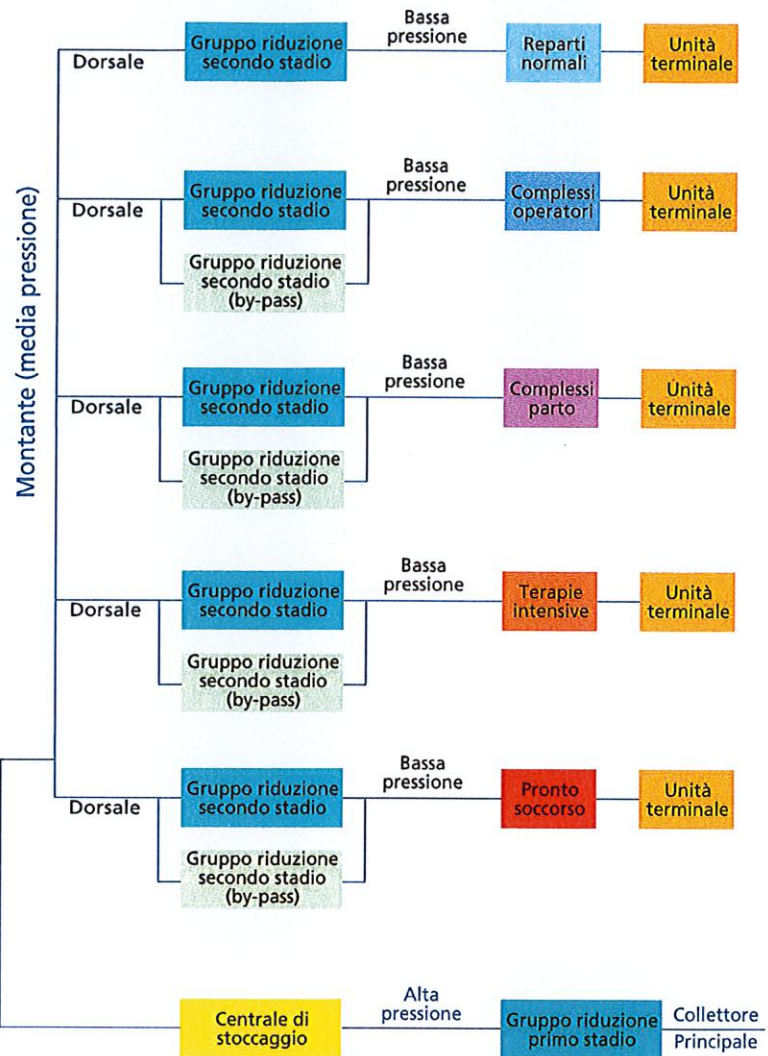 Montante (media pressione)
Dorsale
Gruppo riduzione
secondo stadio
Bassa
pressione
Reparti
normali
Unità
terminale
Dorsale
Gruppo riduzione
secondo stadio
Gruppo riduzione
secondo stadio
(by-pass)
Bassa
pressione
Complessi
operatori
Unità
terminale
Dorsale
Gruppo riduzione
secondo stadio
Gruppo riduzione
secondo stadio
(by-pass)
Bassa
pressione
Complessi
parto
Unità
terminale
Dorsale
Gruppo riduzione
secondo stadio
Gruppo riduzione
secondo stadio
(by-pass)
Bassa
pressione
Terapie
intensive
Unità
terminale
Dorsale
Gruppo riduzione
secondo stadio
Gruppo riduzione
secondo stadio
(by-pass)
Bassa
pressione
Pronto
soccorso
Unità
terminale
Centrale di
stoccaggio
Alta
pressione
Gruppo riduzione
primo stadio
Collettore
Principale